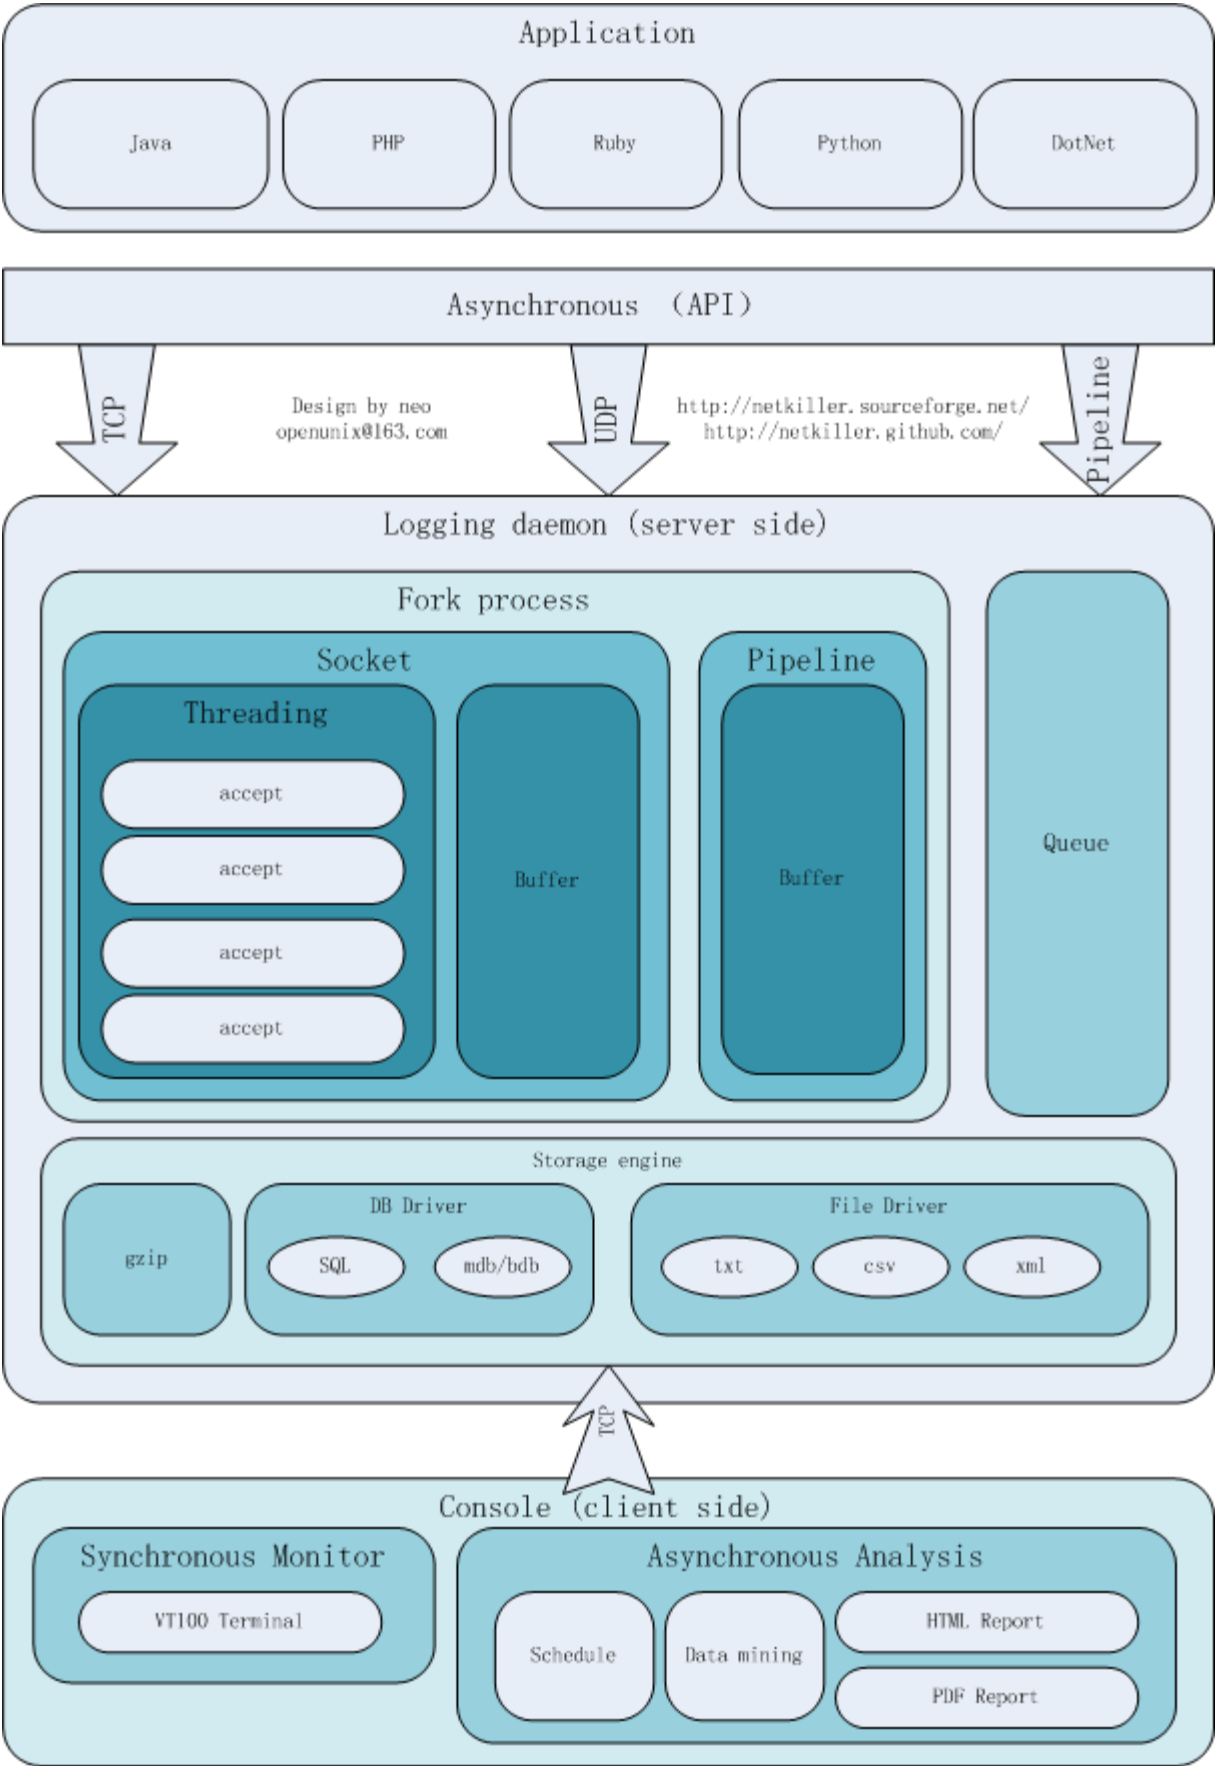 Application
Java
PHP
Ruby
Python
DotNet
Asynchronous （API）
TCP
Design by neo
openunix@163.com
UDP
http://netkiller.sourceforge.net/
http://netkiller.github.com/
Pipeline
Logging daemon (server side)
Fork process
Socket
Threading
accept
accept
accept
accept
Buffer
Pipeline
Buffer
Queue
Storage engine
gzip
DB Driver
SQL
mdb/bdb
File Driver
txt
csv
xml
TCP
Console (client side)
Synchronous Monitor
VT100 Terminal
Asynchronous Analysis
Schedule
Data mining
HTML Report
PDF Report